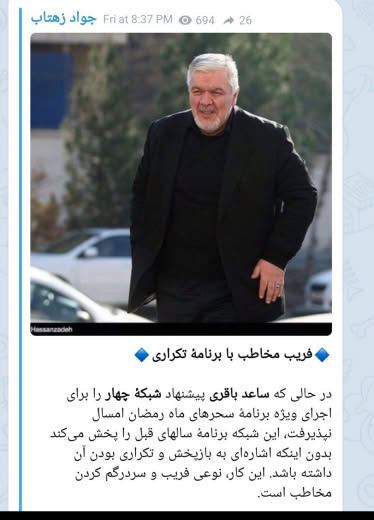 جواد زهتاب Fri at 8:37 PM 694 26
Hassanzadeh
🔷فریب مخاطب با برنامهٔ تکراری🔷
در حالی که ساعد باقری پیشنهاد شبکهٔ چهار را برای
اجرای ویژه برنامهٔ سحرهای ماه رمضان امسال
نپذیرفت، این شبکه برنامهٔ سالهای قبل را پخش می‌کند
بدون اینکه اشاره‌ای به بازپخش و تکراری بودن آن
داشته باشد. این کار، نوعی فریب و سردرگم کردن
مخاطب است.